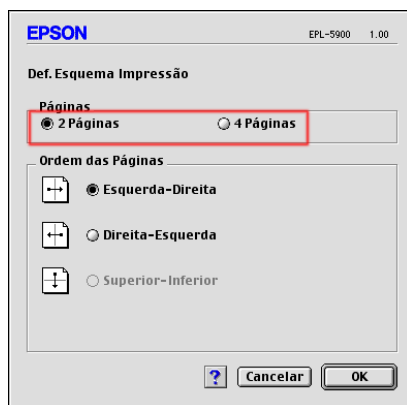 EPSON EPL-5900 1.00
Def. Esquema Impressão
Páginas
2 Páginas 4 Páginas
Ordem das Páginas
Esquerda-Direita
Direita-Esquerda
Superior-Inferior
? Cancelar OK